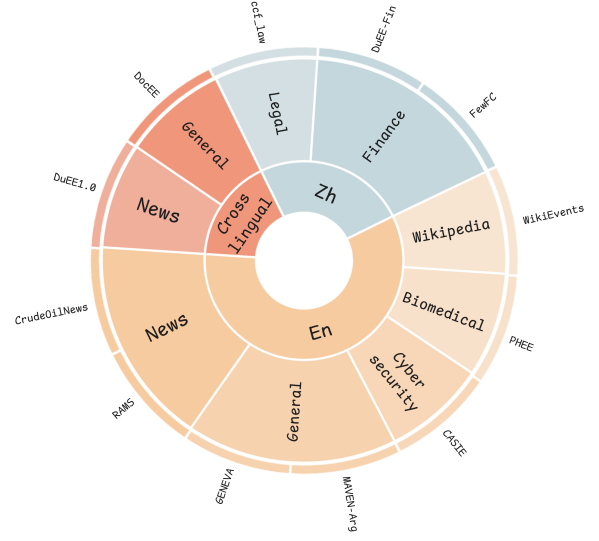 ccf_law
DuEE-Fin
DocEE
FewFC
Legal
General
Finance
DuEE1.0
Zh
Cross
lingual
News
WikiEvents
Wikipedia
Biomedical
CrudeOilNews
News
En
PHEE
Cyber
security
General
RAMS
CASIE
GENEVA
MAVEN-Arg